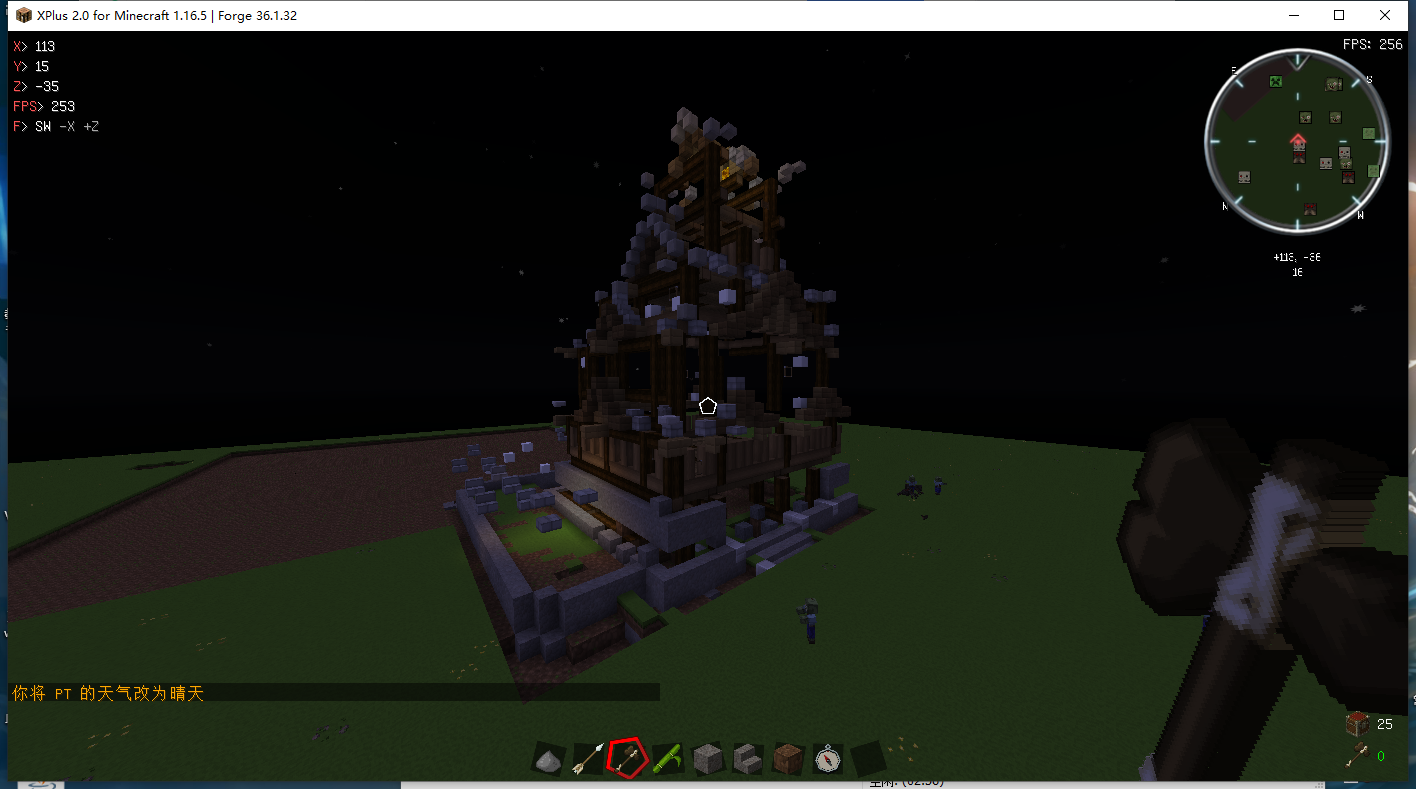 XPlus 2.0 for Minecraft 1.16.5 | Forge 36.1.32
X> 113
Y> 15
Z> -35
FPS> 253
F> SW -X +Z
FPS: 256
E
S
N
W
+113, -36
16
你将 PT 的天气改为晴天
25
0